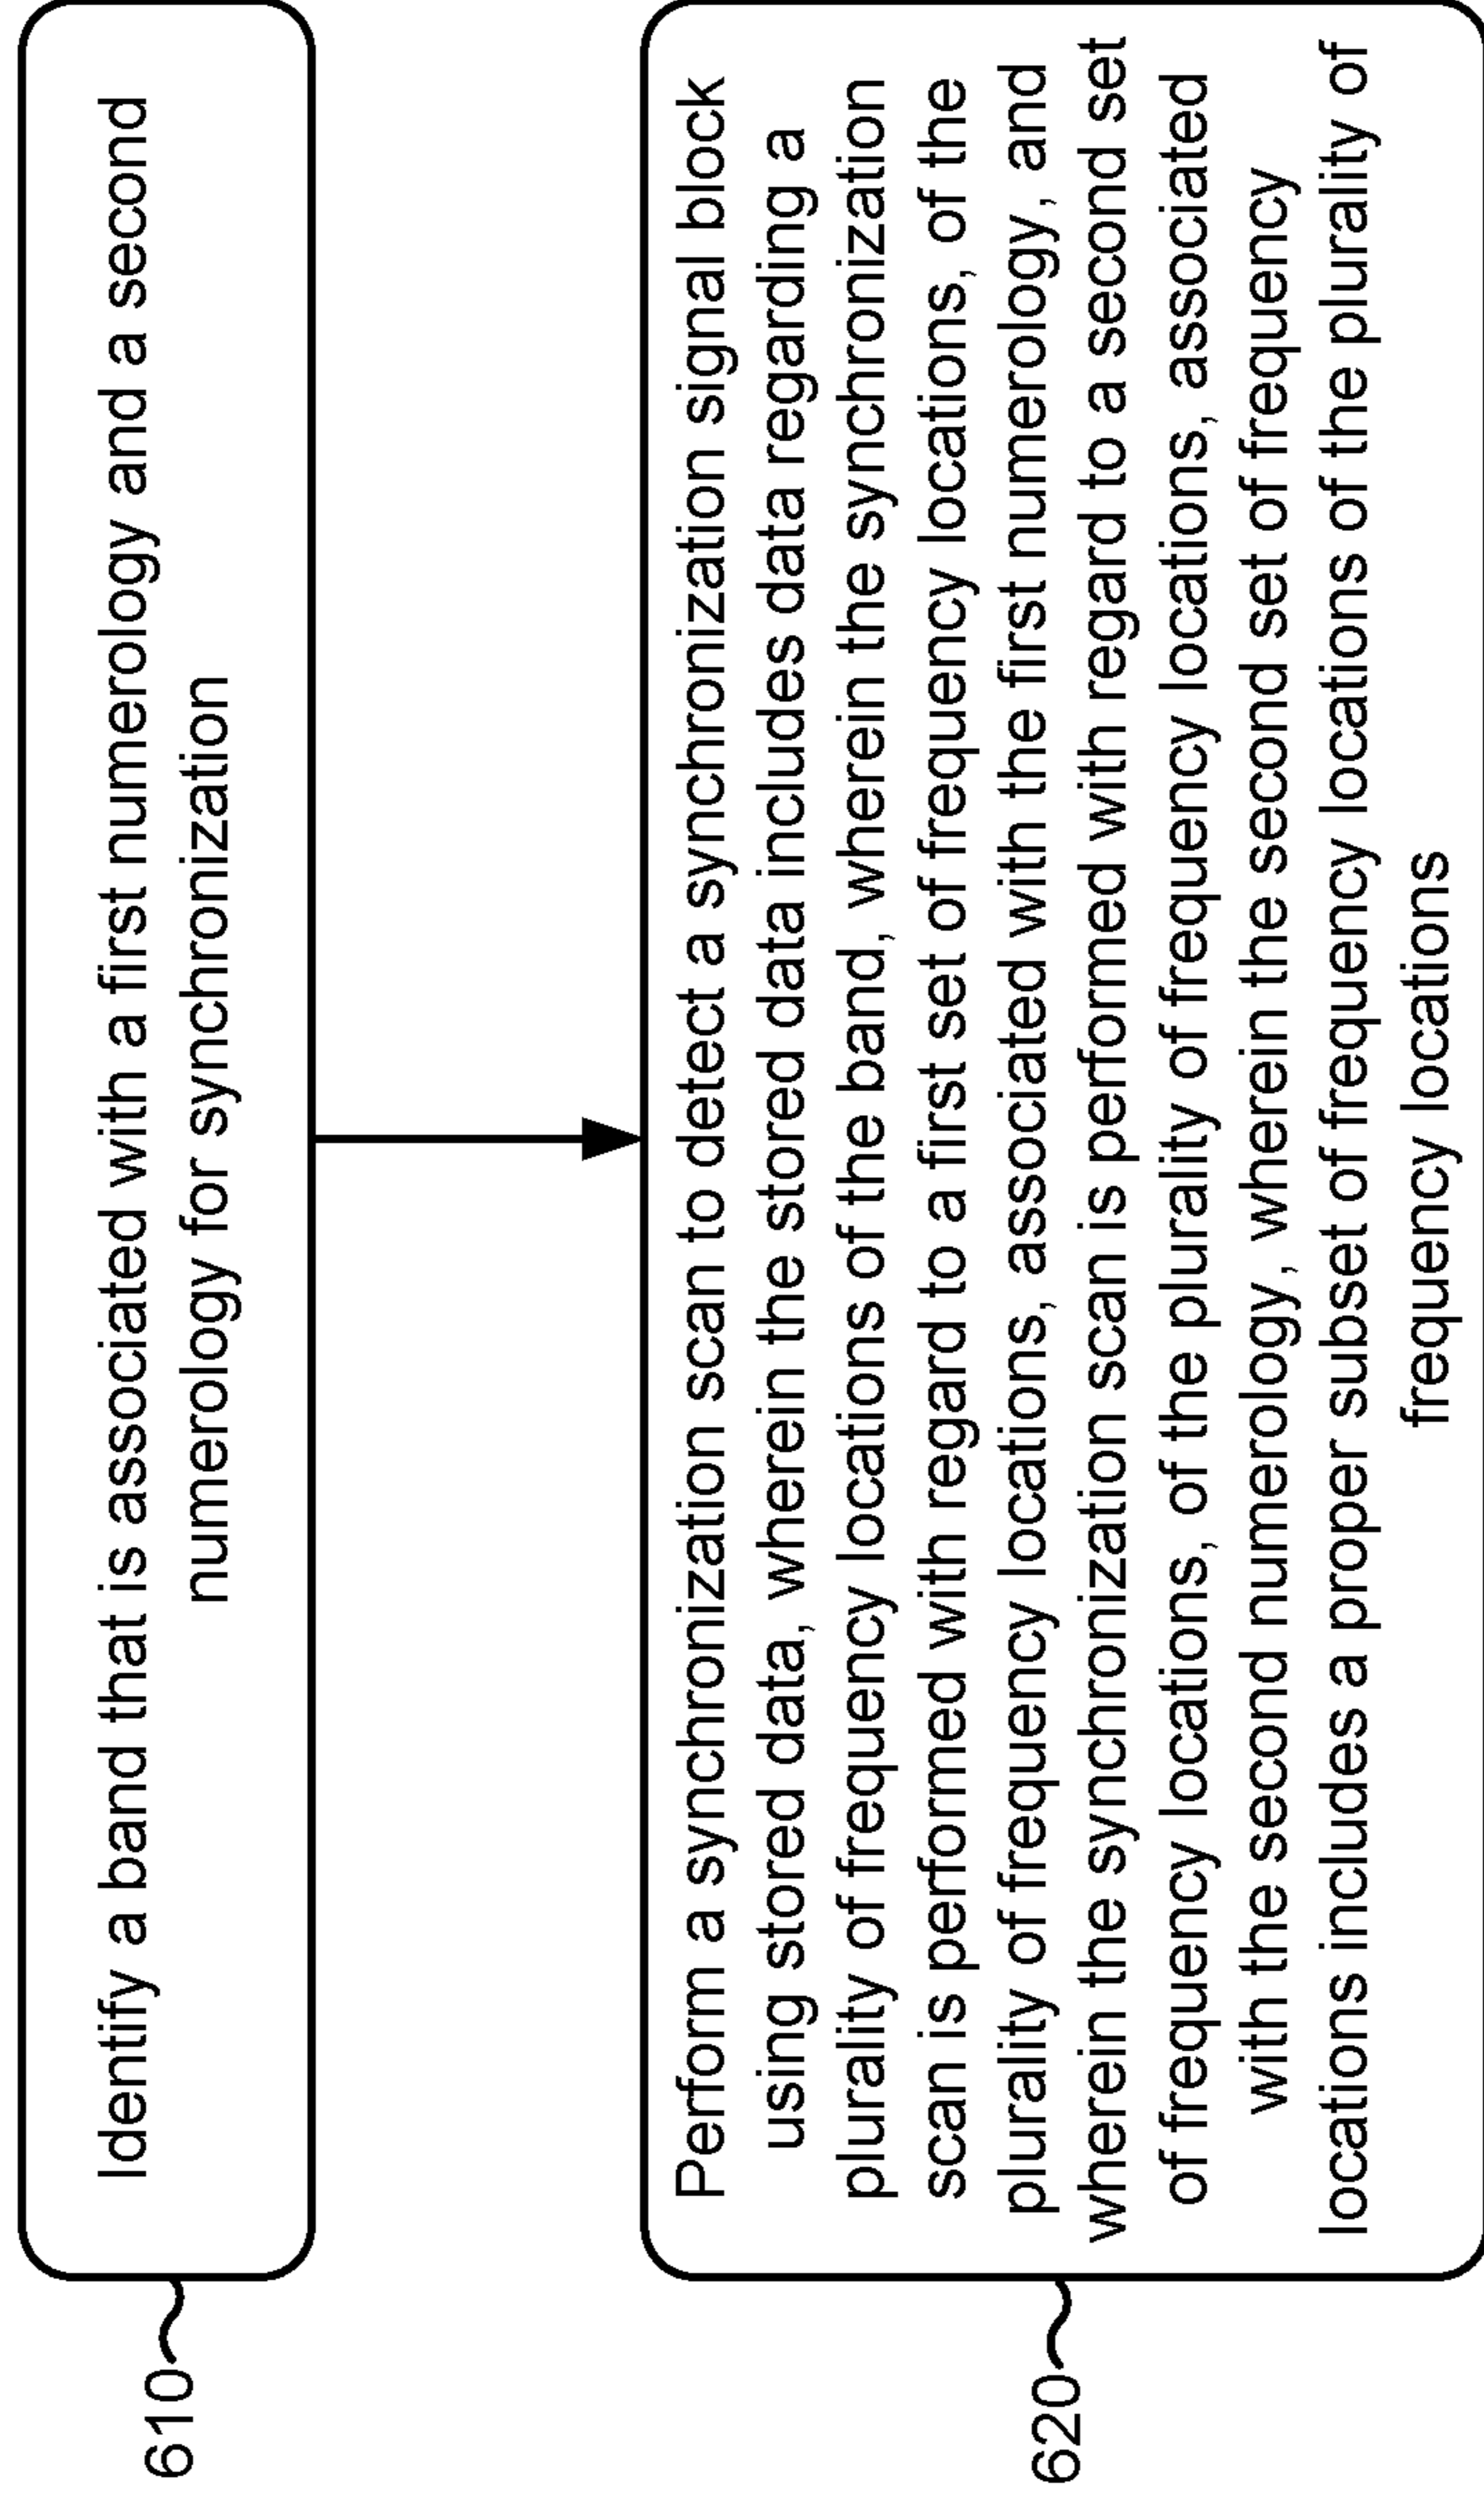 610
Identify a band that is associated with a first numerology and a second
numerology for synchronization
620
Perform a synchronization scan to detect a synchronization signal block
using stored data, wherein the stored data includes data regarding a
plurality of frequency locations of the band, wherein the synchronization
scan is performed with regard to a first set of frequency locations, of the
plurality of frequency locations, associated with the first numerology, and
wherein the synchronization scan is performed with regard to a second set
of frequency locations, of the plurality of frequency locations, associated
with the second numerology, wherein the second set of frequency
locations includes a proper subset of frequency locations of the plurality of
frequency locations